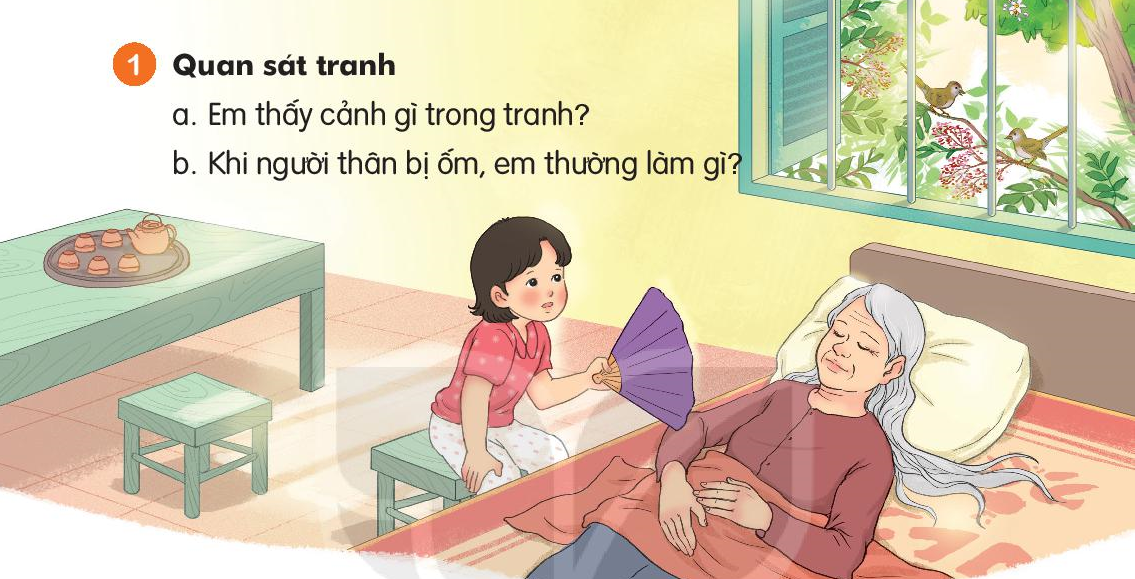 1 Quan sát tranh
a. Em thấy cảnh gì trong tranh?
b. Khi người thân bị ốm, em thường làm gì?